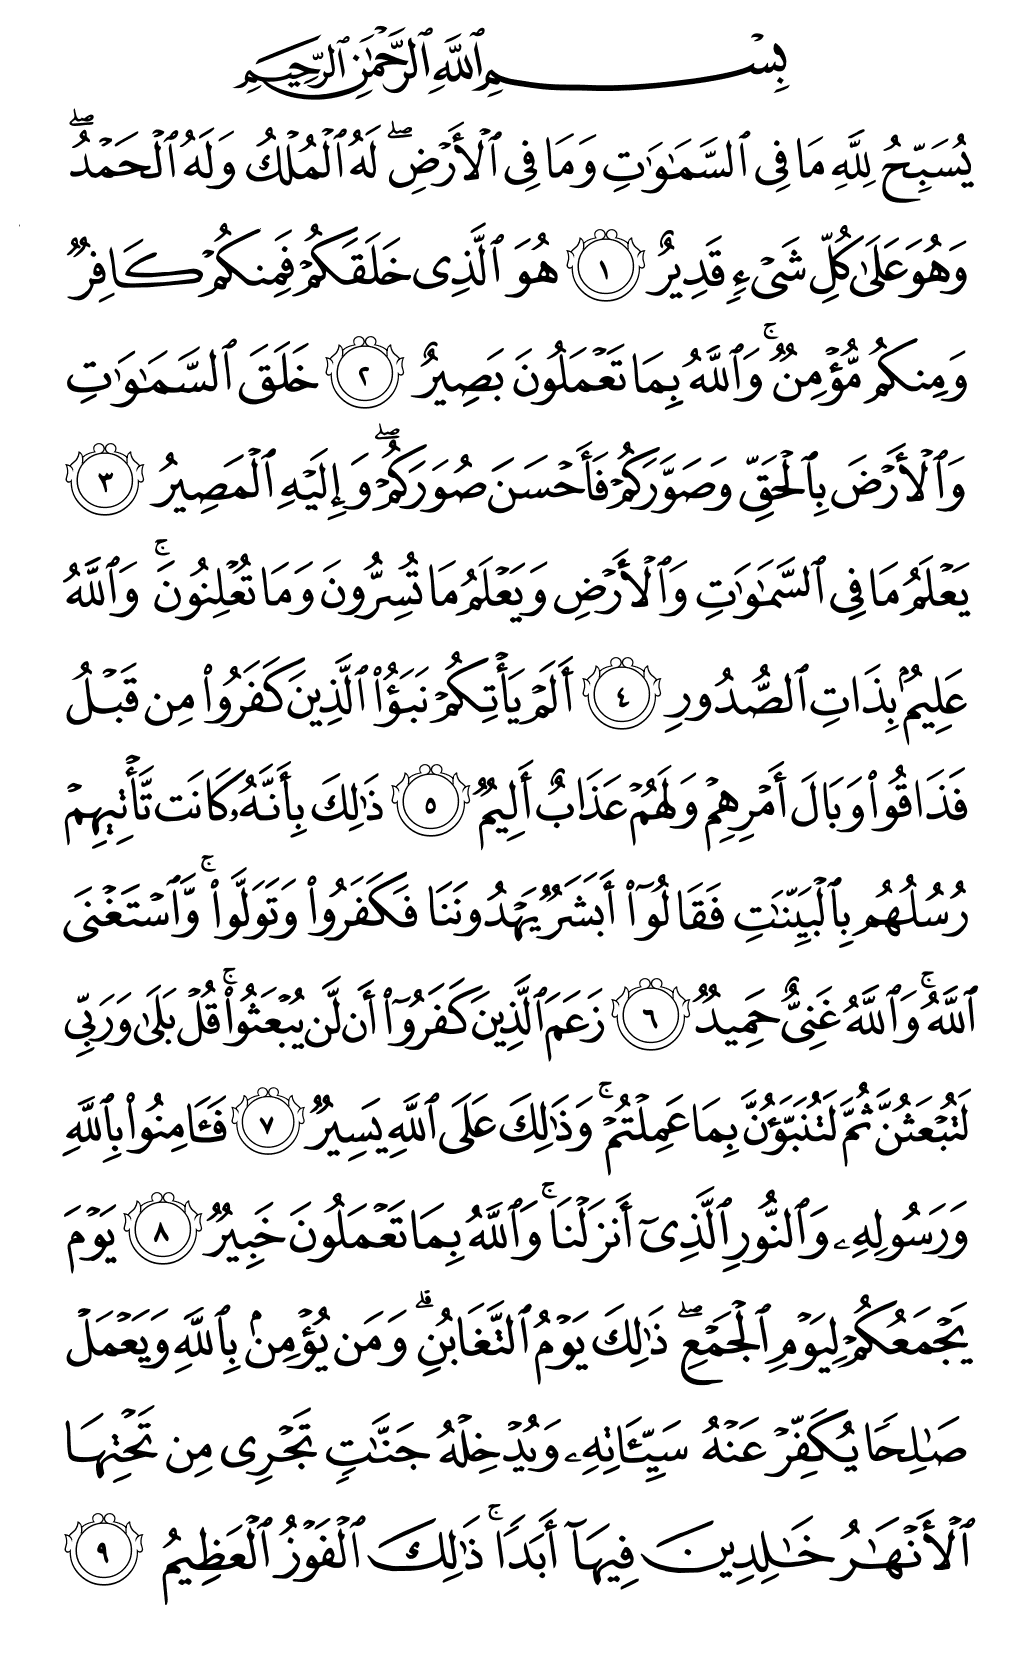 بِسْمِ ٱللَّهِ ٱلرَّحْمَٰنِ ٱلرَّحِيمِ
يُسَبِّحُ لِلَّهِ مَا فِى ٱلسَّمَٰوَٰتِ وَمَا فِى ٱلْأَرْضِ ۖ لَهُ ٱلْمُلْكُ وَلَهُ ٱلْحَمْدُ ۖ
وَهُوَ عَلَىٰ كُلِّ شَىْءٍ قَدِيرٌ ١ هُوَ ٱلَّذِى خَلَقَكُمْ فَمِنكُمْ كَافِرٌ
وَمِنكُم مُّؤْمِنٌ ۚ وَٱللَّهُ بِمَا تَعْمَلُونَ بَصِيرٌ ٢ خَلَقَ ٱلسَّمَٰوَٰتِ
وَٱلْأَرْضَ بِٱلْحَقِّ وَصَوَّرَكُمْ فَأَحْسَنَ صُوَرَكُمْ ۖ وَإِلَيْهِ ٱلْمَصِيرُ ٣
يَعْلَمُ مَا فِى ٱلسَّمَٰوَٰتِ وَٱلْأَرْضِ وَيَعْلَمُ مَا تُسِرُّونَ وَمَا تُعْلِنُونَ ۚ وَٱللَّهُ
عَلِيمٌۢ بِذَاتِ ٱلصُّدُورِ ٤ أَلَمْ يَأْتِكُمْ نَبَؤُا۟ ٱلَّذِينَ كَفَرُوا۟ مِن قَبْلُ
فَذَاقُوا۟ وَبَالَ أَمْرِهِمْ وَلَهُمْ عَذَابٌ أَلِيمٌ ٥ ذَٰلِكَ بِأَنَّهُۥ كَانَت تَّأْتِيهِمْ
رُسُلُهُم بِٱلْبَيِّنَٰتِ فَقَالُوٓا۟ أَبَشَرٌ يَهْدُونَنَا فَكَفَرُوا۟ وَتَوَلَّوا۟ ۚ وَّٱسْتَغْنَى
ٱللَّهُ ۚ وَٱللَّهُ غَنِىٌّ حَمِيدٌ ٦ زَعَمَ ٱلَّذِينَ كَفَرُوٓا۟ أَن لَّن يُبْعَثُوا۟ ۚ قُلْ بَلَىٰ وَرَبِّى
لَتُبْعَثُنَّ ثُمَّ لَتُنَبَّؤُنَّ بِمَا عَمِلْتُمْ ۚ وَذَٰلِكَ عَلَى ٱللَّهِ يَسِيرٌ ٧ فَـَٔامِنُوا۟ بِٱللَّهِ
وَرَسُولِهِۦ وَٱلنُّورِ ٱلَّذِىٓ أَنزَلْنَا ۚ وَٱللَّهُ بِمَا تَعْمَلُونَ خَبِيرٌ ٨ يَوْمَ
يَجْمَعُكُمْ لِيَوْمِ ٱلْجَمْعِ ۖ ذَٰلِكَ يَوْمُ ٱلتَّغَابُنِ ۗ وَمَن يُؤْمِنۢ بِٱللَّهِ وَيَعْمَلْ
صَٰلِحًا يُكَفِّرْ عَنْهُ سَيِّـَٔاتِهِۦ وَيُدْخِلْهُ جَنَّٰتٍ تَجْرِى مِن تَحْتِهَا
ٱلْأَنْهَٰرُ خَٰلِدِينَ فِيهَآ أَبَدًا ۚ ذَٰلِكَ ٱلْفَوْزُ ٱلْعَظِيمُ ٩